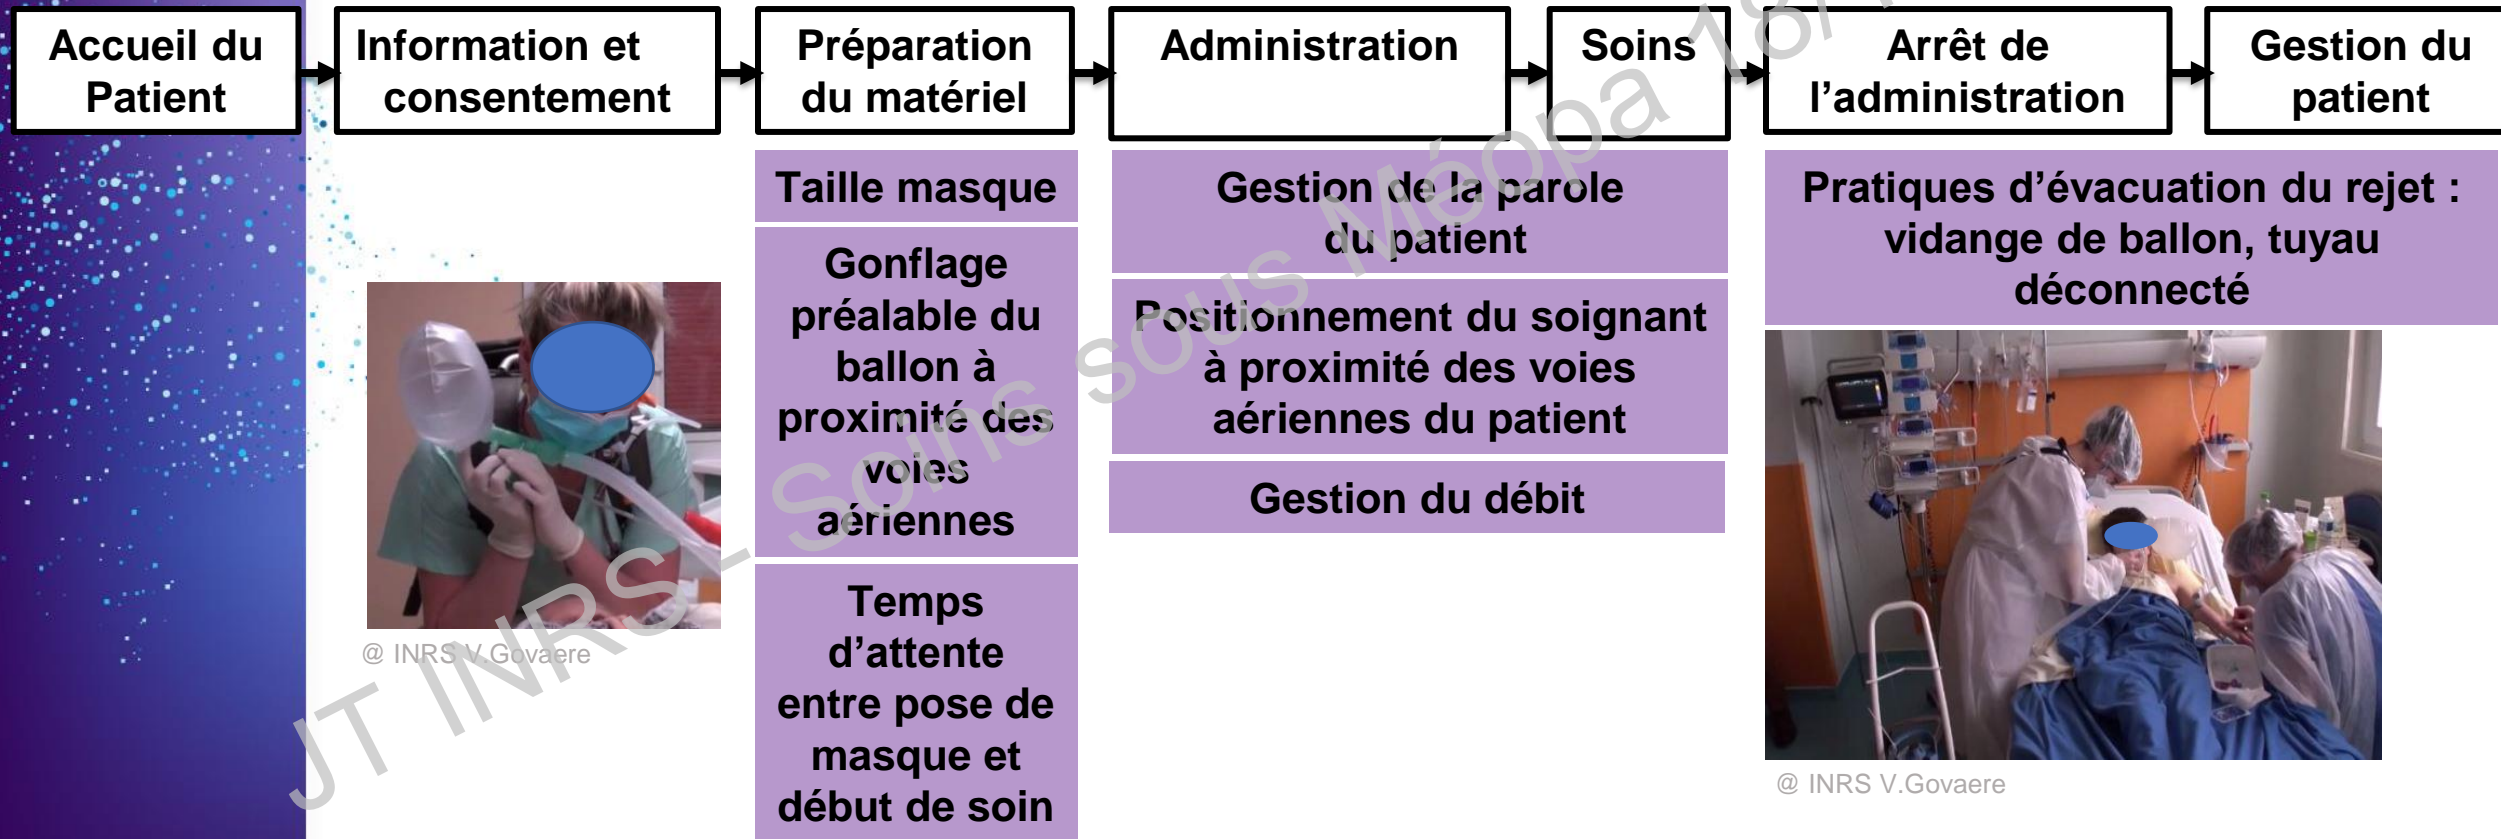 Accueil du
Patient
Information et
consentement
Préparation
du matériel
Administration
Soins
Arrêt de
l’administration
Gestion du
patient
Taille masque
Gonflage
préalable du
ballon à
proximité des
voies
aériennes
Temps
d’attente
entre pose de
masque et
début de soin
Gestion de la parole
du patient
Positionnement du soignant
à proximité des voies
aériennes du patient
Gestion du débit
Pratiques d’évacuation du rejet :
vidange de ballon, tuyau
déconnecté
@ INRS V.Govaere
@ INRS V.Govaere
JT INRS - Soins sous Méopa 18/